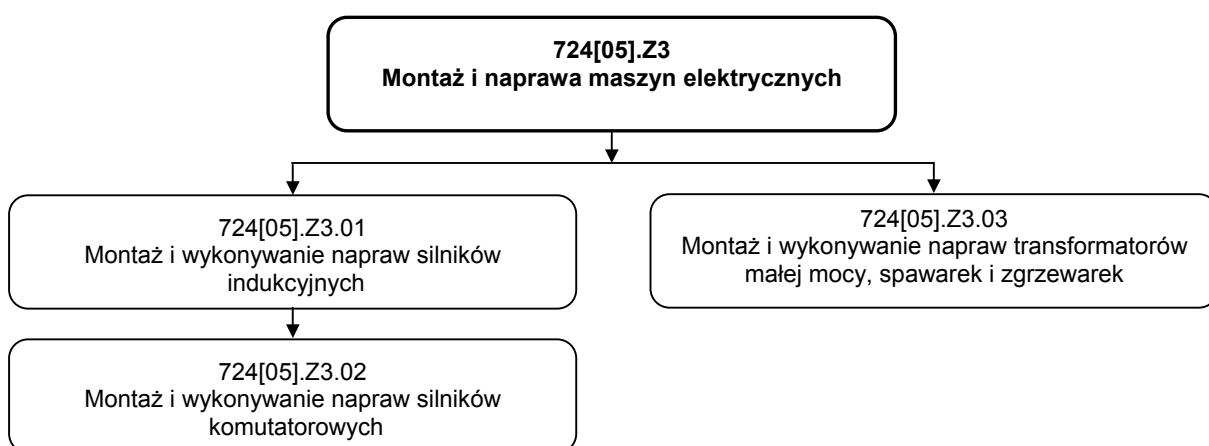 724[05].Z3
Montaż i naprawa maszyn elektrycznych
724[05].Z3.01
Montaż i wykonywanie napraw silników
indukcyjnych
724[05].Z3.03
Montaż i wykonywanie napraw transformatorów
małej mocy, spawarek i zgrzewarek
724[05].Z3.02
Montaż i wykonywanie napraw silników
komutatorowych